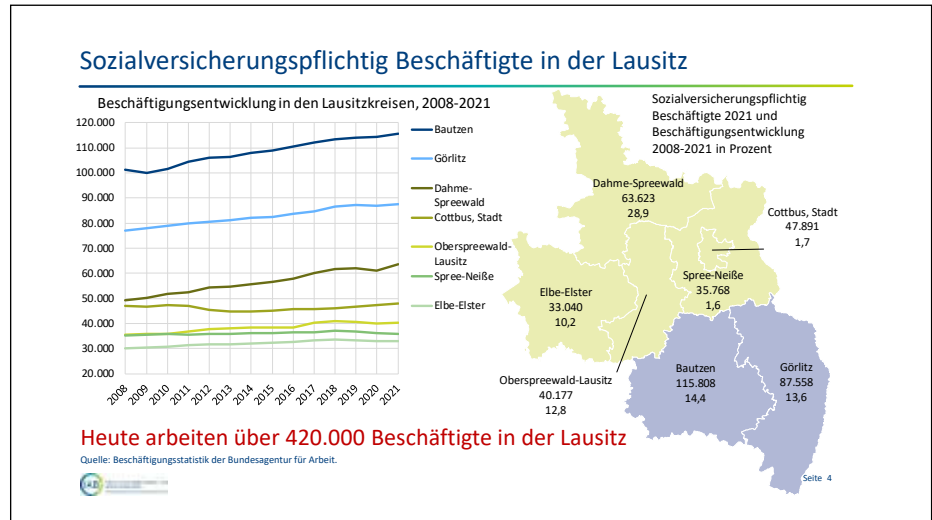 Sozialversicherungspflichtig Beschäftigte in der Lausitz
Beschäftigungsentwicklung in den Lausitzkreisen, 2008-2021
120.000
110.000
100.000
90.000
80.000
70.000
60.000
50.000
40.000
30.000
20.000
2008
2009
2010
2011
2012
2013
2014
2015
2016
2017
2018
2019
2020
2021
Bautzen
Görlitz
Dahme-
Spreewald
Cottbus, Stadt
Oberspreewald-
Lausitz
Spree-Neiße
Elbe-Elster
Sozialversicherungspflichtig
Beschäftigte 2021 und
Beschäftigungsentwicklung
2008-2021 in Prozent
Dahme-Spreewald
63.623
28,9
Cottbus, Stadt
47.891
1,7
Spree-Neiße
35.768
1,6
Elbe-Elster
33.040
10,2
Oberspreewald-Lausitz
40.177
12,8
Bautzen
115.808
14,4
Görlitz
87.558
13,6
Heute arbeiten über 420.000 Beschäftigte in der Lausitz
Quelle: Beschäftigungsstatistik der Bundesagentur für Arbeit.
IAB
Seite 4